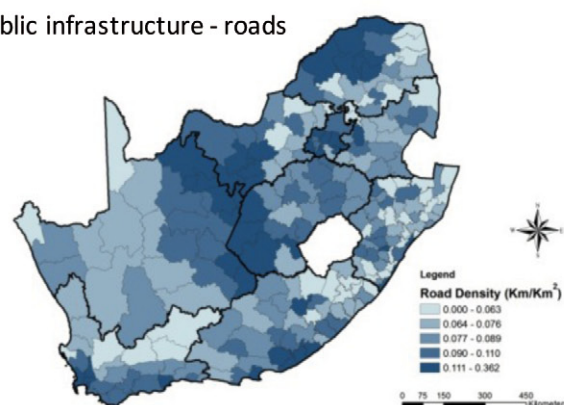 blic infrastructure - roads
N
W
E
S
Legend
Road Density (Km/Km²)
0.000 - 0.063
0.064 - 0.076
0.077 - 0.089
0.090 - 0.110
0.111 - 0.362
0 75 150 300 450
Kilometers